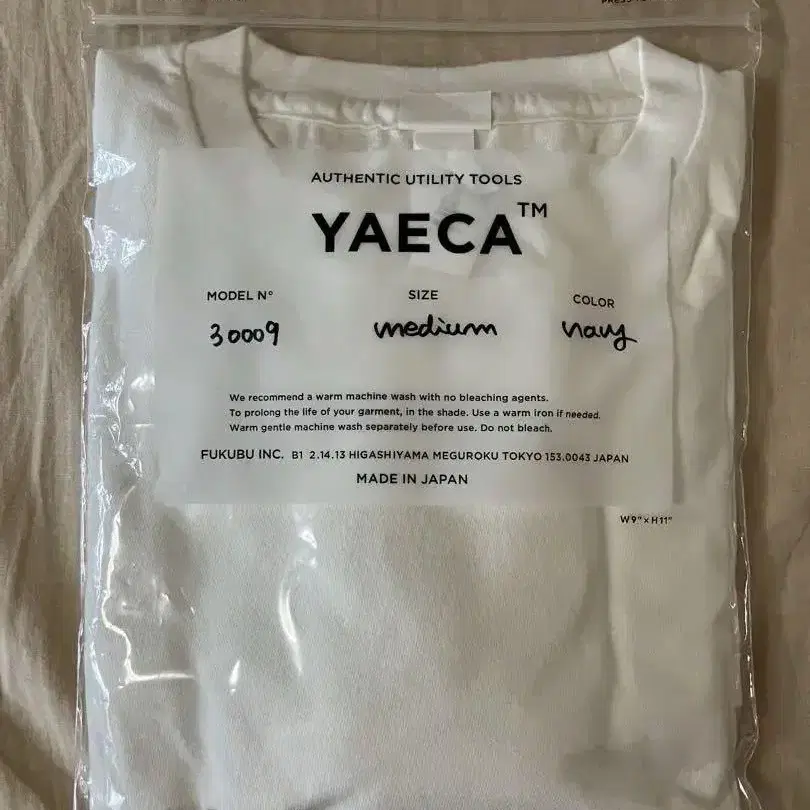 AUTHENTIC UTILITY TOOLS
YAECA™
MODEL N° SIZE COLOR
30009 medium navy
We recommend a warm machine wash with no bleaching agents.
To prolong the life of your garment, in the shade. Use a warm iron if needed.
Warm gentle machine wash separately before use. Do not bleach.
FUKUBU INC. B1 2.14.13 HIGASHIYAMA MEGUROKU TOKYO 153.0043 JAPAN
MADE IN JAPAN
W9"×H11"